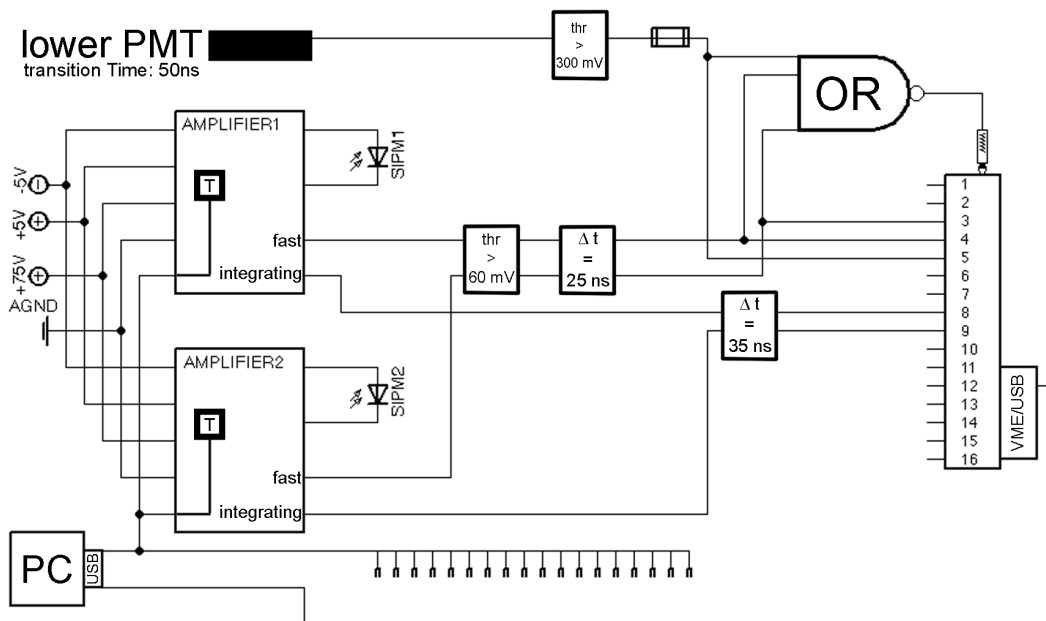 lower PMT
transition Time: 50ns
thr
>
300 mV
OR
AMPLIFIER1
T
SIPM1
fast
integrating
-5V
+5V
+75V
AGND
thr
>
60 mV
Δ t
=
25 ns
Δ t
=
35 ns
AMPLIFIER2
T
SIPM2
fast
integrating
1
2
3
4
5
6
7
8
9
10
11
12
13
14
15
16
VME/USB
PC
USB